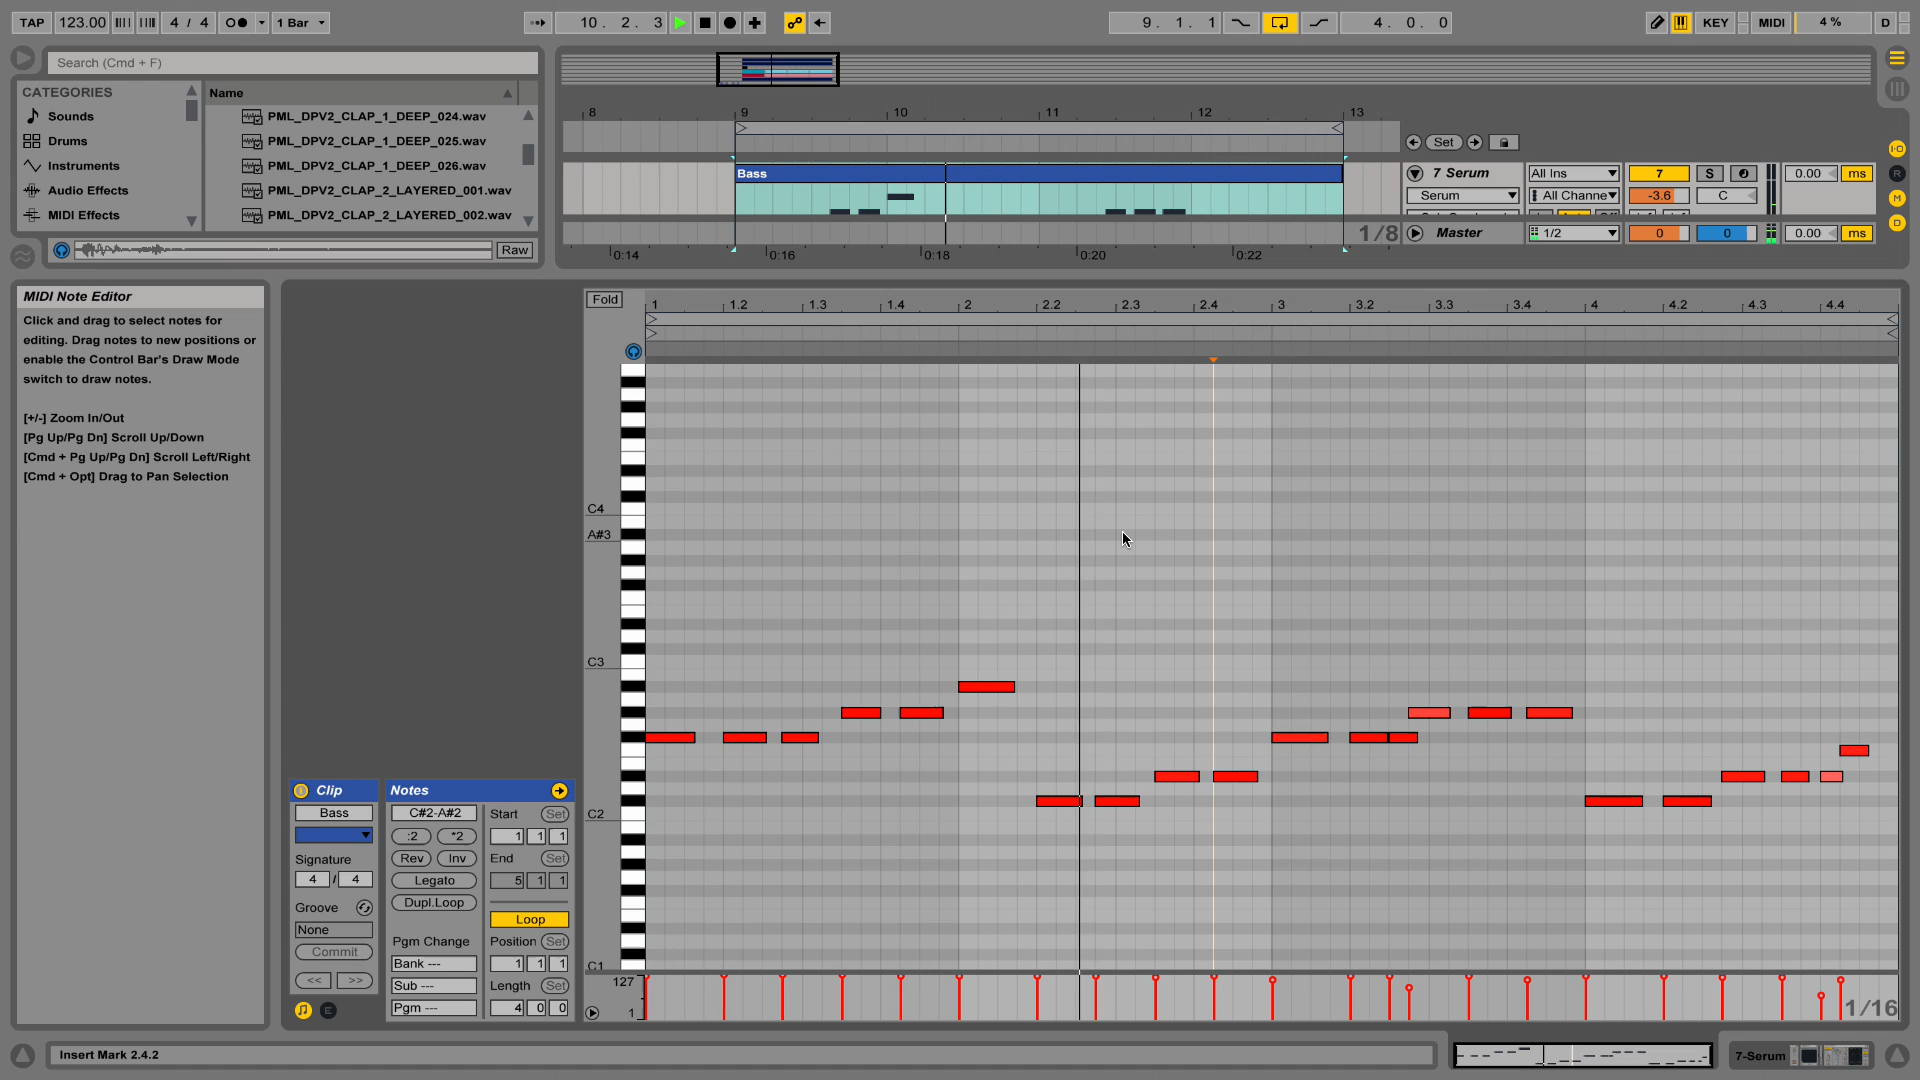 TAP 123.00 4 / 4 1 Bar 10. 2. 3 9. 1. 1 4. 0. 0 KEY MIDI 4 % D
Search (Cmd + F)
CATEGORIES
Sounds
Drums
Instruments
Audio Effects
MIDI Effects
Name
PML_DPV2_CLAP_1_DEEP_024.wav
PML_DPV2_CLAP_1_DEEP_025.wav
PML_DPV2_CLAP_1_DEEP_026.wav
PML_DPV2_CLAP_2_LAYERED_001.wav
PML_DPV2_CLAP_2_LAYERED_002.wav
Raw
8 9 10 11 12 13
Set
Bass
7 Serum All Ins 7 S 0.00 ms
Serum All Channe -3.6 C
1/8 Master 1/2 0 0 0.00 ms
0:14 0:16 0:18 0:20 0:22
I·O
R
M
D
MIDI Note Editor
Click and drag to select notes for
editing. Drag notes to new positions or
enable the Control Bar's Draw Mode
switch to draw notes.
[+/-] Zoom In/Out
[Pg Up/Pg Dn] Scroll Up/Down
[Cmd + Pg Up/Pg Dn] Scroll Left/Right
[Cmd + Opt] Drag to Pan Selection
Fold 1 1.2 1.3 1.4 2 2.2 2.3 2.4 3 3.2 3.3 3.4 4 4.2 4.3 4.4
C4
A#3
C3
C2
C1
127
1
1/16
Clip
Bass
Signature
4 / 4
Groove
None
Commit
<< >>
E
Notes
C#2-A#2
:2 *2
Rev Inv
Legato
Dupl.Loop
Pgm Change
Bank ---
Sub ---
Pgm ---
Start Set
1 1 1
End Set
5 1 1
Loop
Position Set
1 1 1
Length Set
4 0 0
Insert Mark 2.4.2
7-Serum